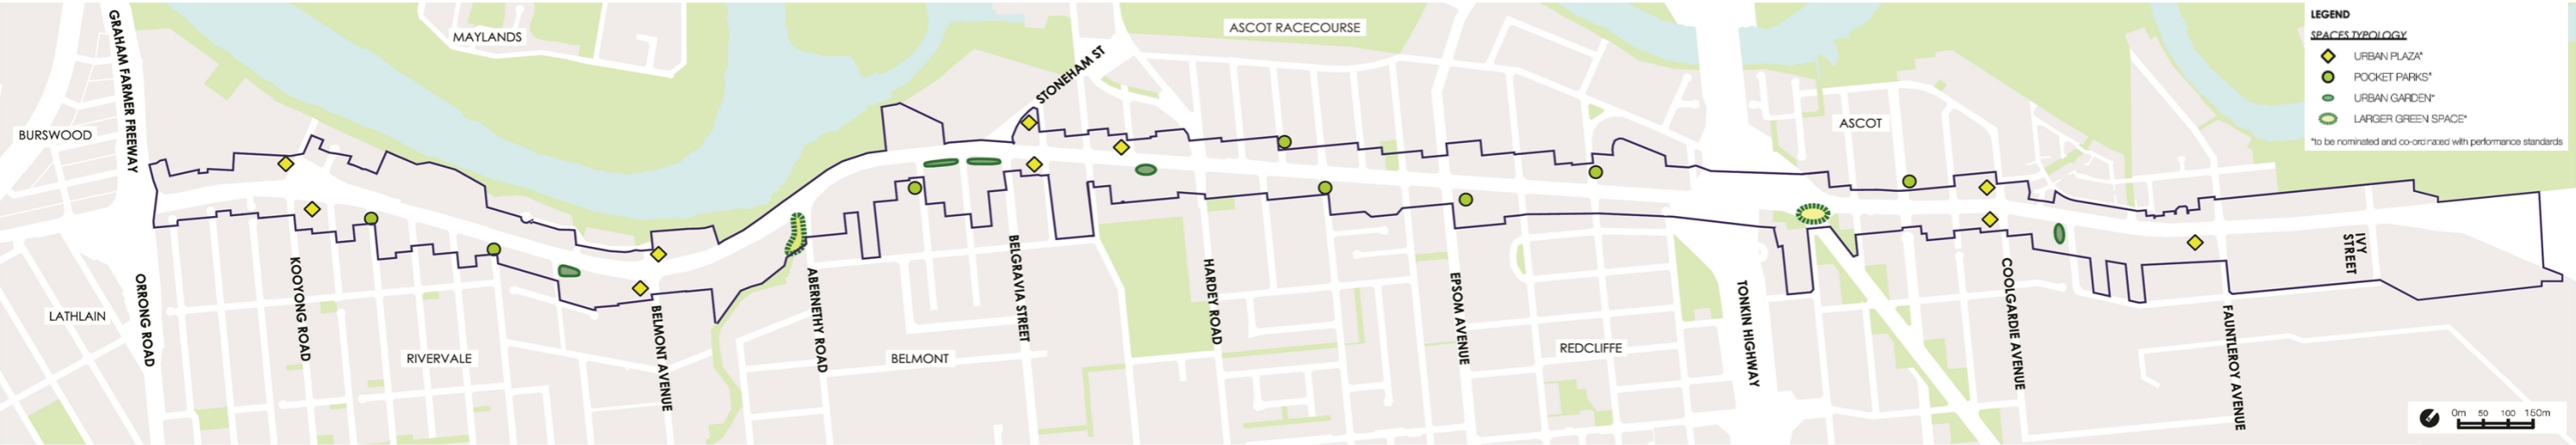 GRAHAM FARMER FREEWAY
MAYLANDS
ASCOT RACECOURSE
STONEHAM ST
BURSWOOD
ASCOT
LATHLAIN
ORRONG ROAD
KOOYONG ROAD
RIVERVALE
BELMONT AVENUE
ABERNETHY ROAD
BELMONT
BELGRAVIA STREET
HARDEY ROAD
EPSOM AVENUE
REDCLIFFE
TONKIN HIGHWAY
COOLGARDIE AVENUE
FAUNTLEROY AVENUE
IVY
STREET
LEGEND
SPACES TYPOLOGY
URBAN PLAZA*
POCKET PARKS*
URBAN GARDEN*
LARGER GREEN SPACE*
*to be nominated and co-ordinated with performance standards
0m 50 100 150m